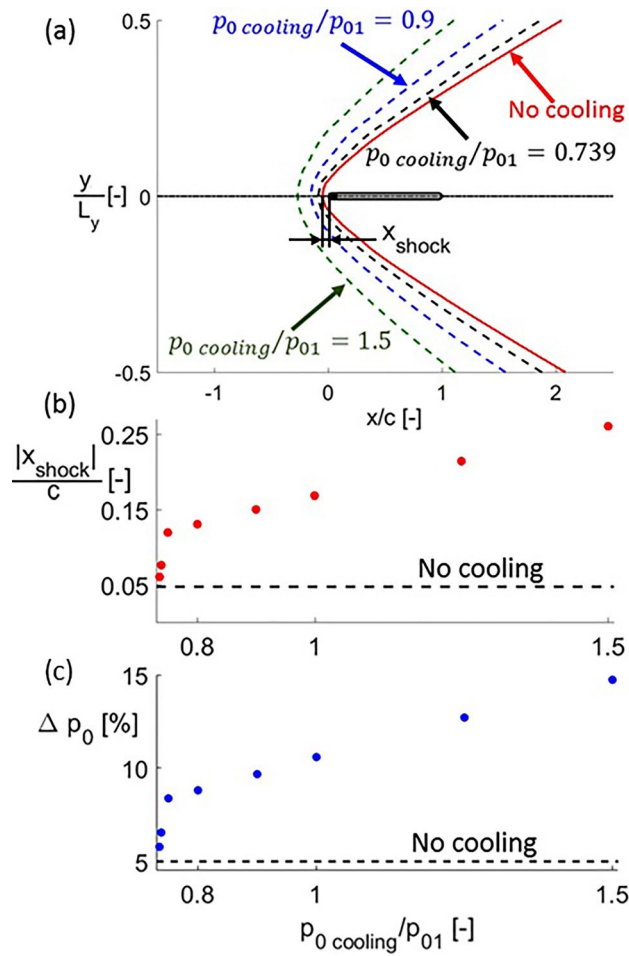 (a)
p0 cooling/p01 = 0.9
0.5
No cooling
p0 cooling/p01 = 0.739
y/Ly [-]
0
xshock
p0 cooling/p01 = 1.5
-0.5
-1 0 1 2
x/c [-]
(b)
0.25
|xshock|/c [-]
0.15
No cooling
0.05
0.8 1 1.5
(c)
15
Δ p0 [%]
10
No cooling
5
0.8 1 1.5
p0 cooling/p01 [-]